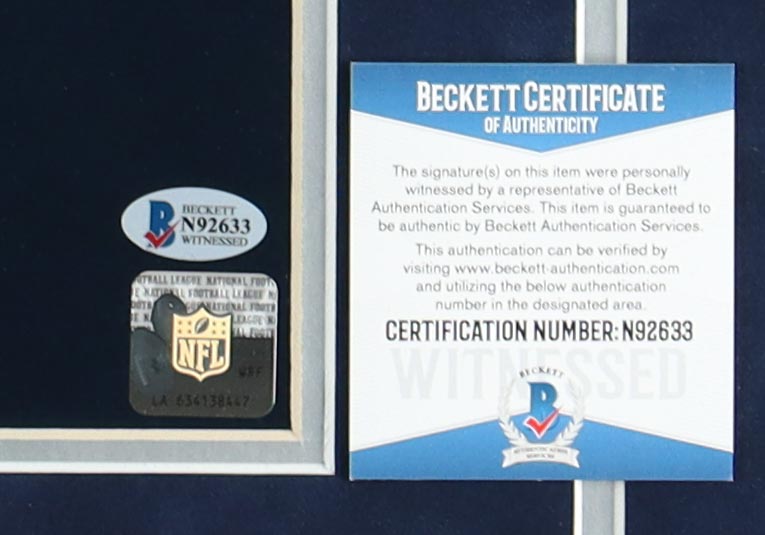 BECKETT
N92633
WITNESSED
NFL
LA 634138447
BECKETT CERTIFICATE
OF AUTHENTICITY
The signature(s) on this item were personally
witnessed by a representative of Beckett
Authentication Services. This item is guaranteed to
be authentic by Beckett Authentication Services.
This authentication can be verified by
visiting www.beckett-authentication.com
and utilizing the below authentication
number in the designated area.
CERTIFICATION NUMBER: N92633
WITNESSED
BECKETT
B